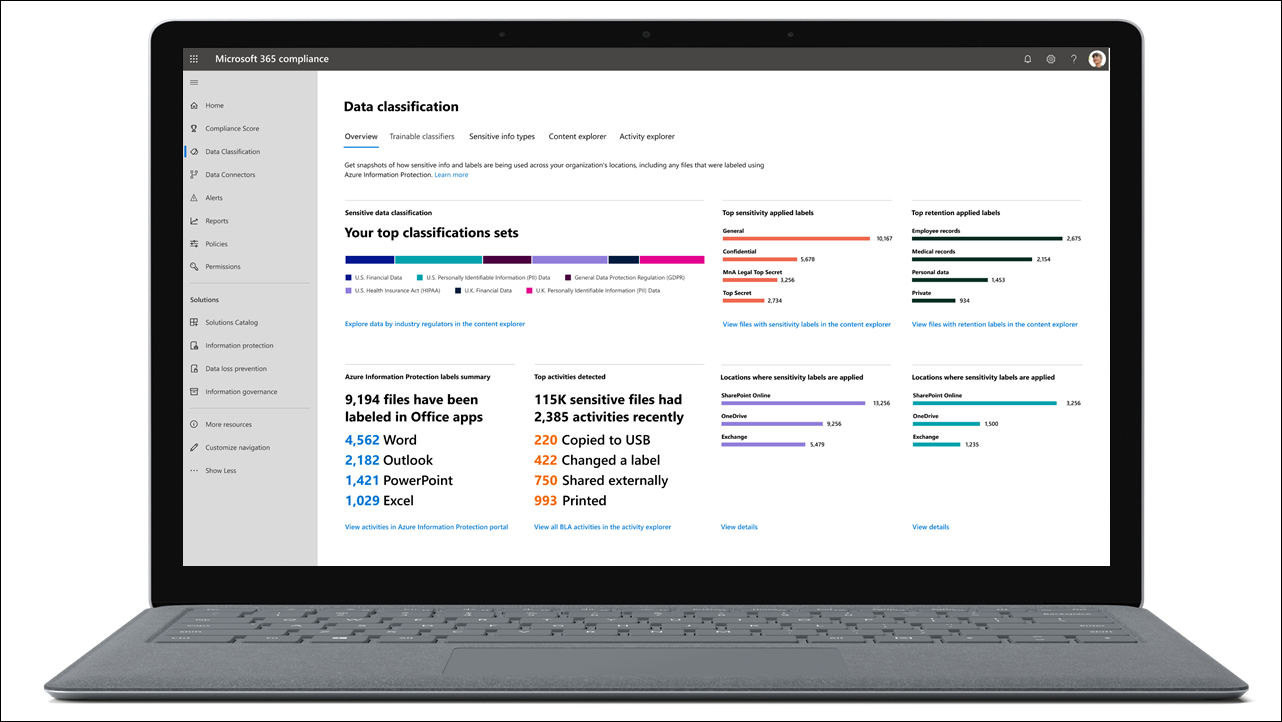 Microsoft 365 compliance
Home
Compliance Score
Data Classification
Data Connectors
Alerts
Reports
Policies
Permissions
Solutions
Solutions Catalog
Information protection
Data loss prevention
Information governance
More resources
Customize navigation
Show Less
Data classification
Overview Trainable classifiers Sensitive info types Content explorer Activity explorer
Get snapshots of how sensitive info and labels are being used across your organization's locations, including any files that were labeled using
Azure Information Protection. Learn more
Sensitive data classification
Your top classifications sets
U.S. Financial Data U.S. Personally Identifiable Information (PII) Data General Data Protection Regulation (GDPR)
U.S. Health Insurance Act (HIPAA) U.K. Financial Data U.K. Personally Identifiable Information (PII) Data
Explore data by industry regulators in the content explorer
Top sensitivity applied labels
General
10,167
Confidential
5,678
MnA Legal Top Secret
3,256
Top Secret
2,734
View files with sensitivity labels in the content explorer
Top retention applied labels
Employee records
2,675
Medical records
2,154
Personal data
1,453
Private
934
View files with retention labels in the content explorer
Azure Information Protection labels summary
9,194 files have been
labeled in Office apps
4,562 Word
2,182 Outlook
1,421 PowerPoint
1,029 Excel
View activities in Azure Information Protection portal
Top activities detected
115K sensitive files had
2,385 activities recently
220 Copied to USB
422 Changed a label
750 Shared externally
993 Printed
View all BLA activities in the activity explorer
Locations where sensitivity labels are applied
SharePoint Online
13,256
OneDrive
9,256
Exchange
5,479
View details
Locations where sensitivity labels are applied
SharePoint Online
3,256
OneDrive
1,500
Exchange
1,235
View details